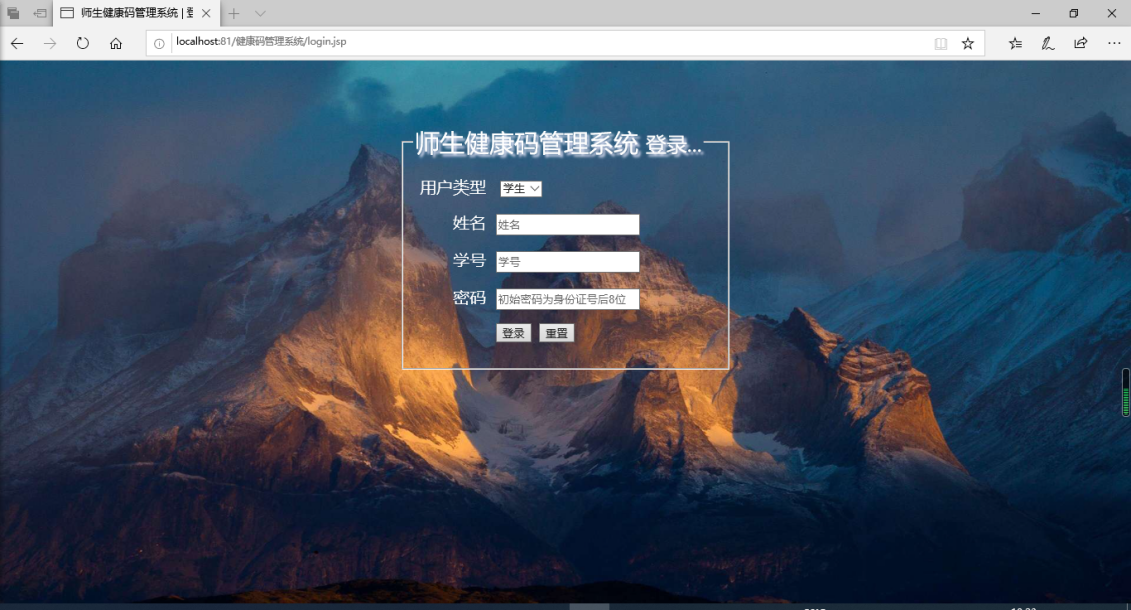 师生健康码管理系统 | 登
localhost:81/健康码管理系统/login.jsp
师生健康码管理系统 登录...
用户类型 学生
姓名 姓名
学号 学号
密码 初始密码为身份证号后8位
登录 重置